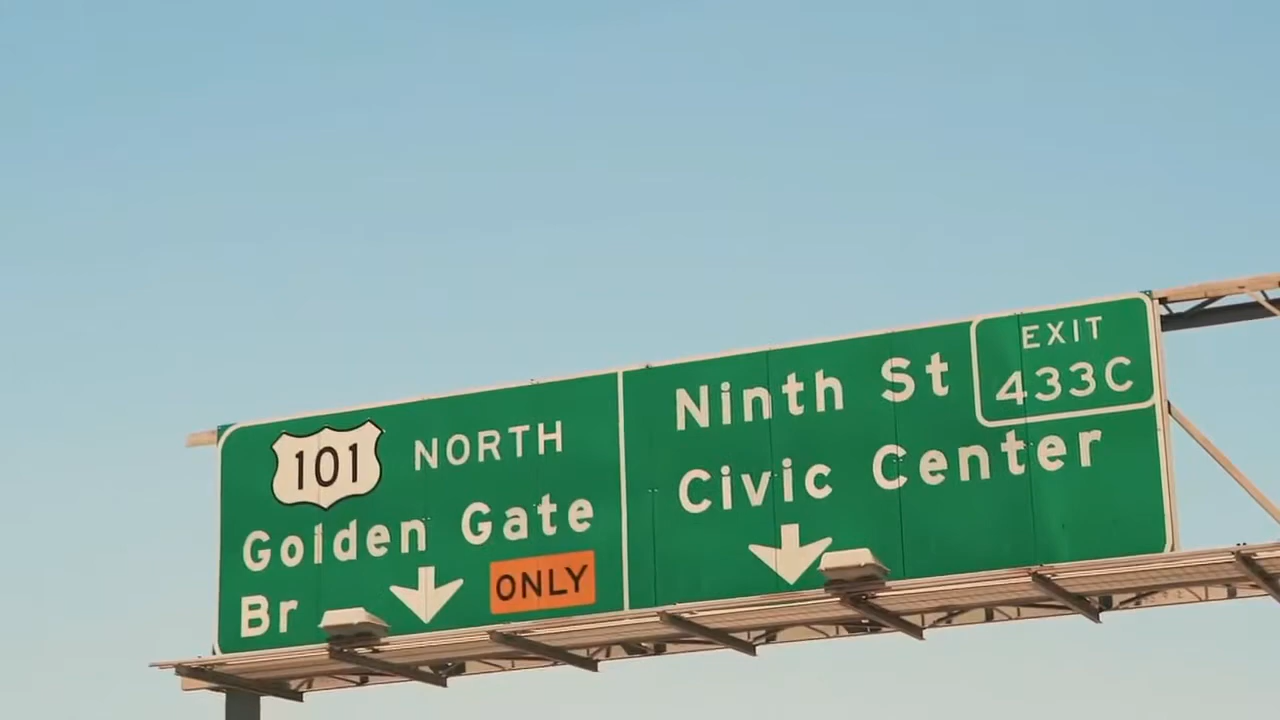 101 NORTH
Golden Gate
Br
ONLY
Ninth St
EXIT
433C
Civic Center